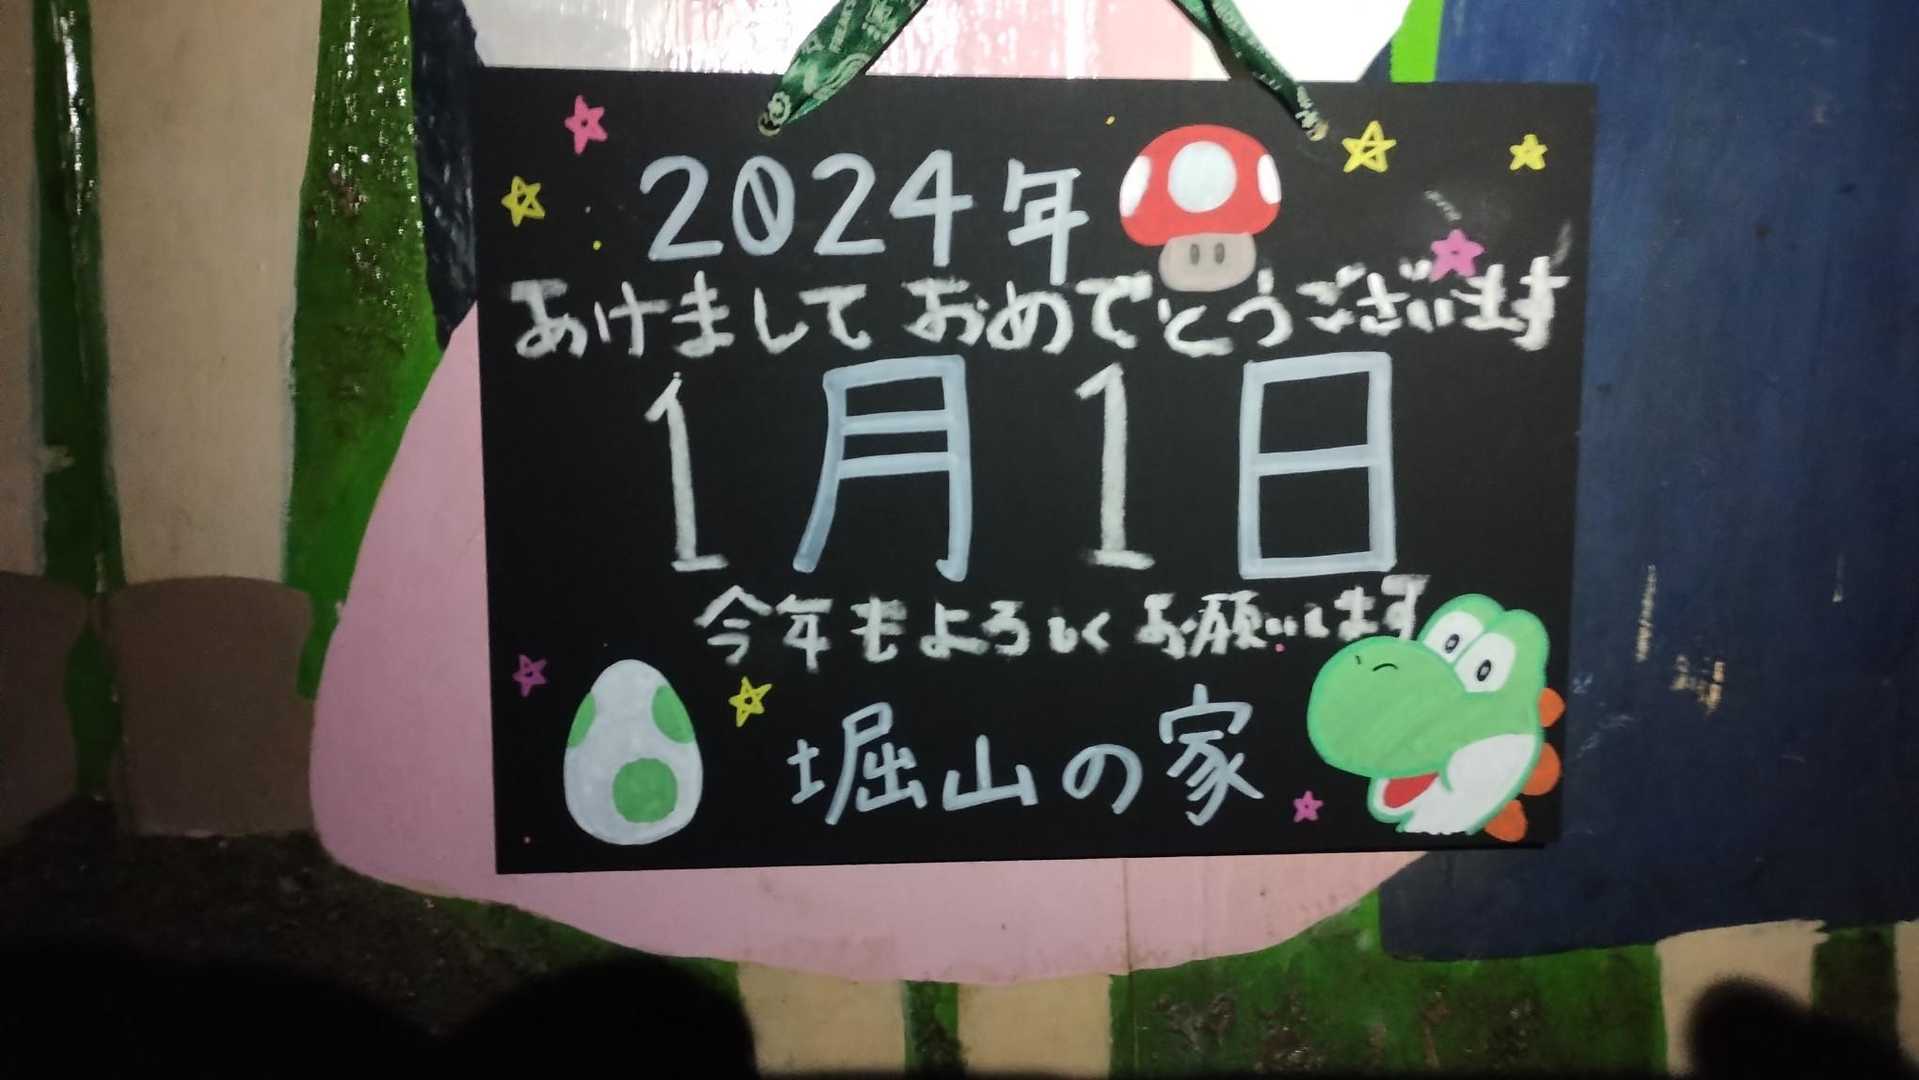 2024年
あけましておめでとうございます
1月1日
今年もよろしくお願いします
堀山の家